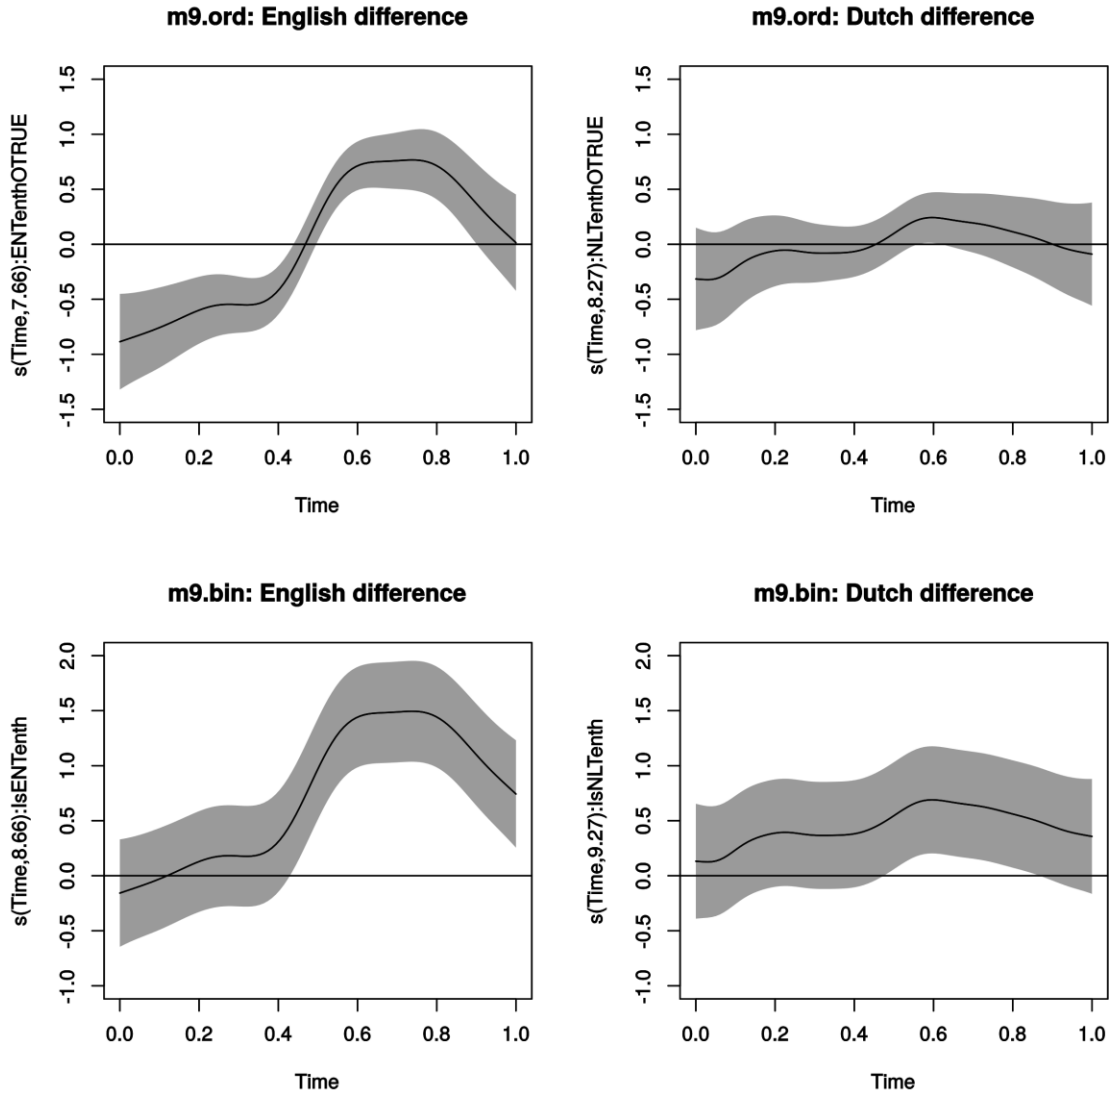 m9.ord: English difference
s(Time,7.66):ENTenthOTRUE
1.5
1.0
0.5
0.0
-0.5
-1.0
-1.5
0.0 0.2 0.4 0.6 0.8 1.0
Time
m9.ord: Dutch difference
s(Time,8.27):NLTenthOTRUE
1.5
1.0
0.5
0.0
-0.5
-1.0
-1.5
0.0 0.2 0.4 0.6 0.8 1.0
Time
m9.bin: English difference
s(Time,8.66):IsENTenth
2.0
1.5
1.0
0.5
0.0
-0.5
-1.0
0.0 0.2 0.4 0.6 0.8 1.0
Time
m9.bin: Dutch difference
s(Time,9.27):IsNLTenth
2.0
1.5
1.0
0.5
0.0
-0.5
-1.0
0.0 0.2 0.4 0.6 0.8 1.0
Time